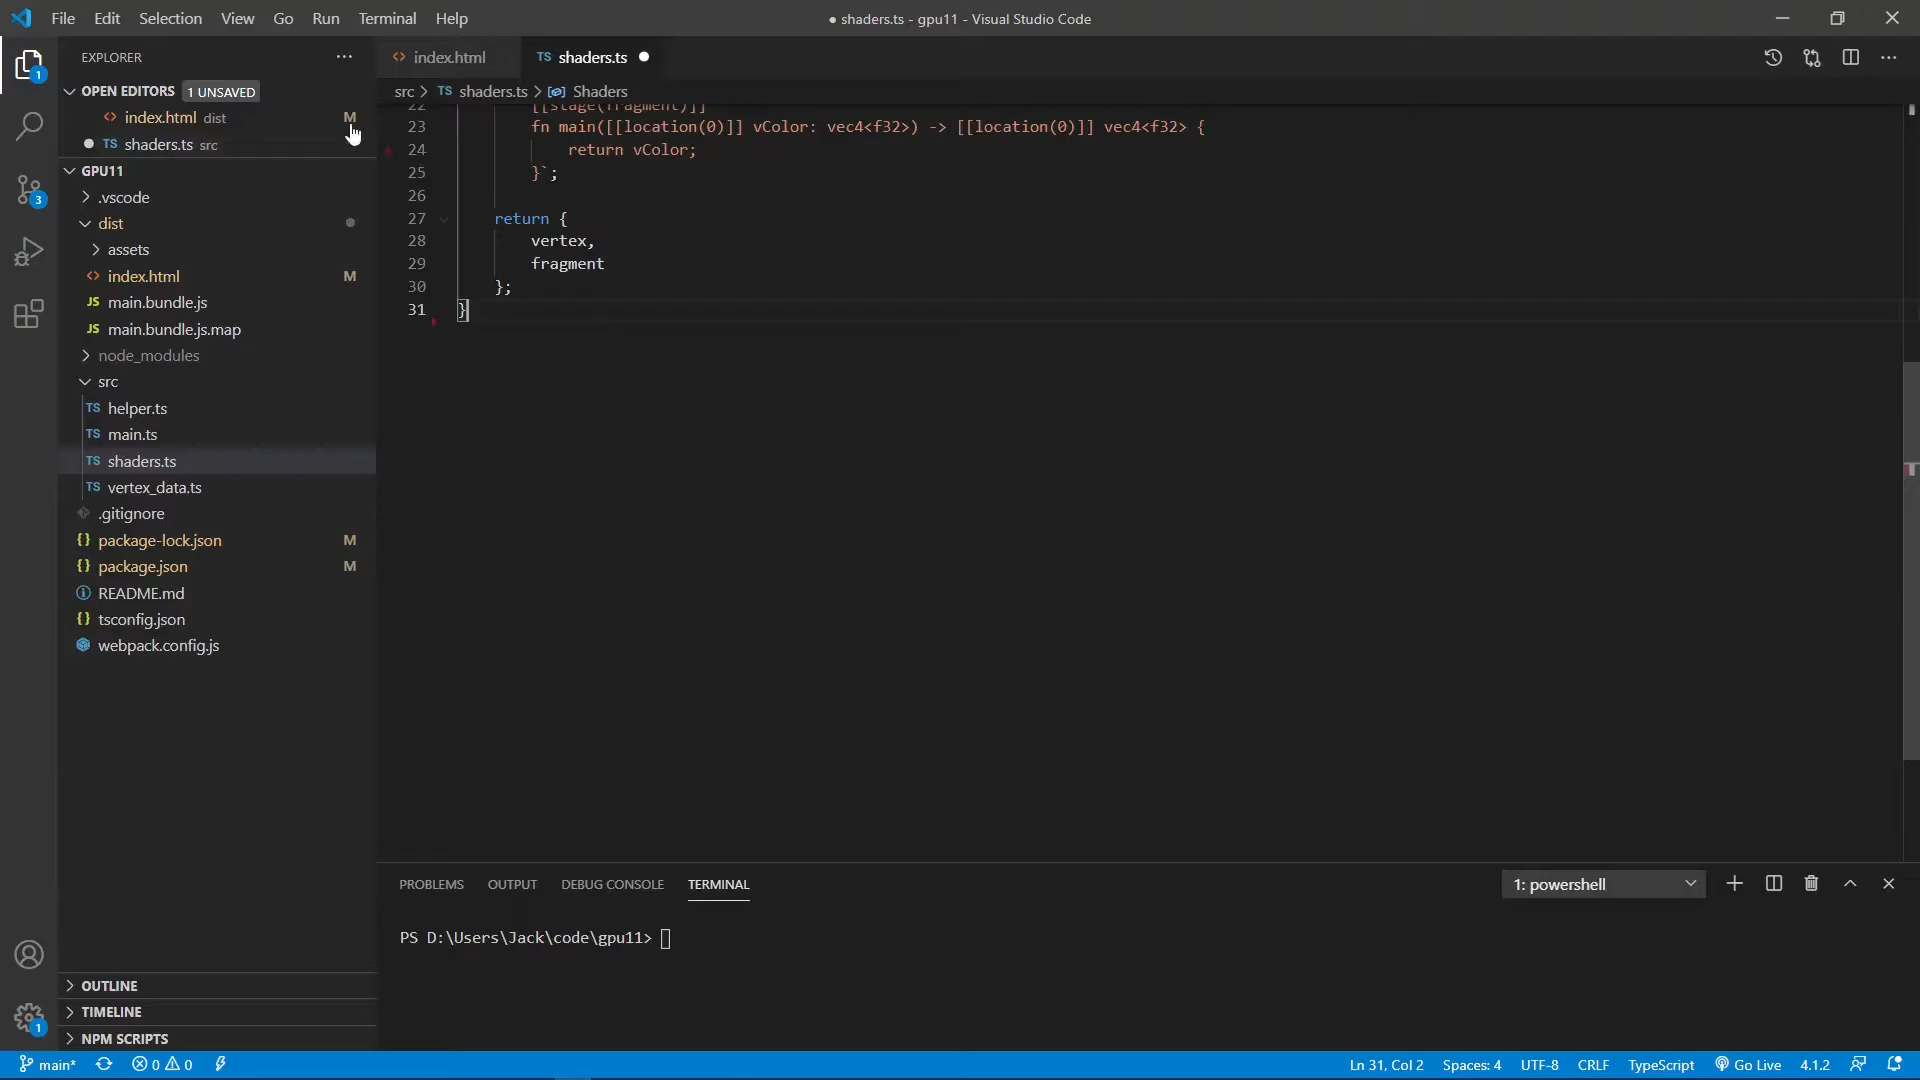 File Edit Selection View Go Run Terminal Help
● shaders.ts - gpu11 - Visual Studio Code
EXPLORER
OPEN EDITORS 1 UNSAVED
index.html dist M
TS shaders.ts src
GPU11
.vscode
dist
assets
<> index.html M
JS main.bundle.js
JS main.bundle.js.map
node_modules
src
TS helper.ts
TS main.ts
TS shaders.ts
TS vertex_data.ts
.gitignore
{} package-lock.json M
{} package.json M
README.md
{} tsconfig.json
webpack.config.js
OUTLINE
TIMELINE
NPM SCRIPTS
1
3
1
<> index.html
TS shaders.ts ●
src > TS shaders.ts > Shaders
22 [[stage(fragment)]]
23 fn main([[location(0)]] vColor: vec4<f32>) -> [[location(0)]] vec4<f32> {
24 return vColor;
25 }`;
26
27 return {
28 vertex,
29 fragment
30 };
31 }
PROBLEMS OUTPUT DEBUG CONSOLE TERMINAL
1: powershell
PS D:\Users\Jack\code\gpu11>
main* 0 0
Ln 31, Col 2 Spaces: 4 UTF-8 CRLF TypeScript Go Live 4.1.2